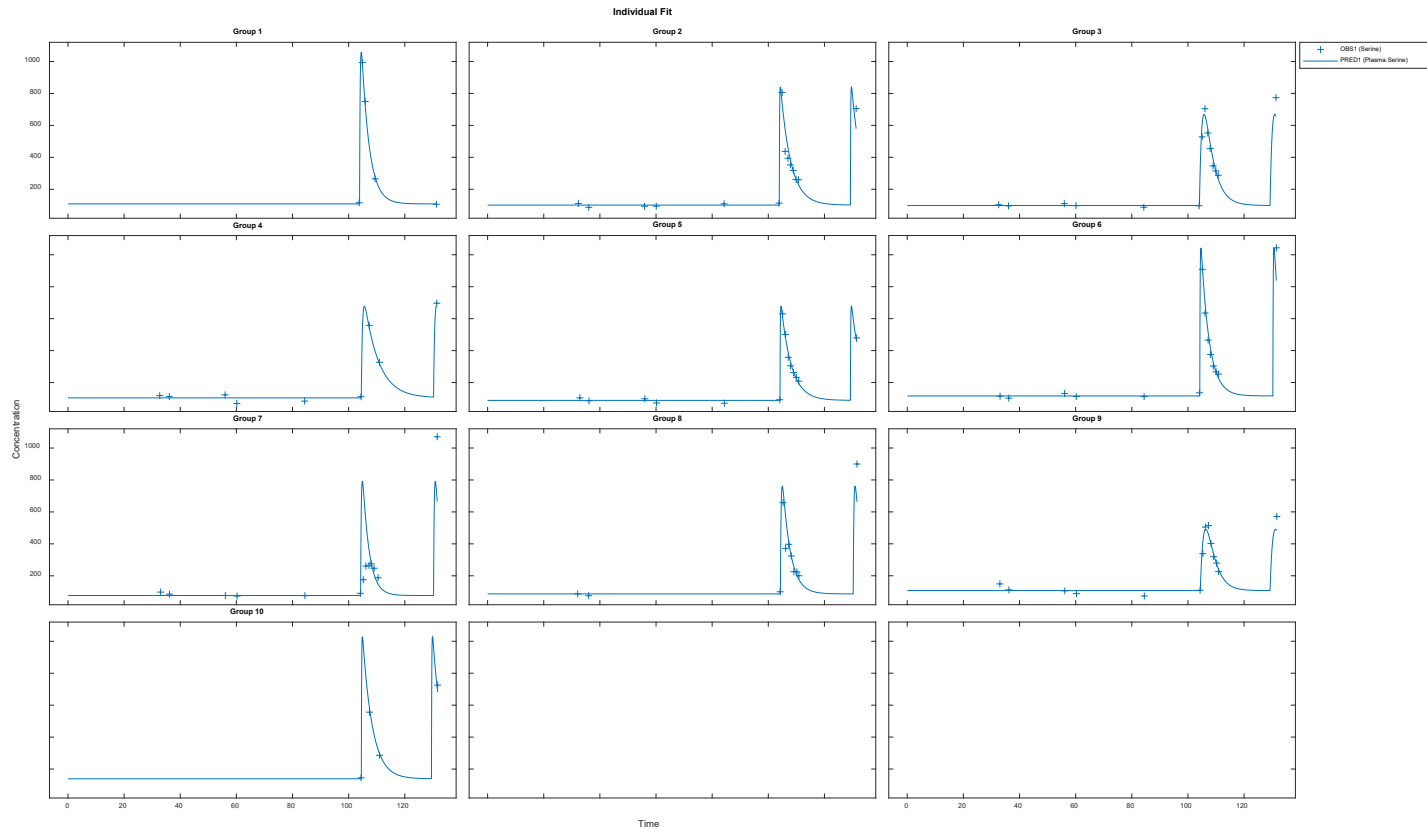 Individual Fit
Group 1
Group 2
Group 3
OBS1 (Serine)
PRED1 (Plasma.Serine)
1000
800
600
400
200
Group 4
Group 5
Group 6
Group 7
Group 8
Group 9
1000
800
600
400
200
Concentration
Group 10
0 20 40 60 80 100 120
0 20 40 60 80 100 120
Time